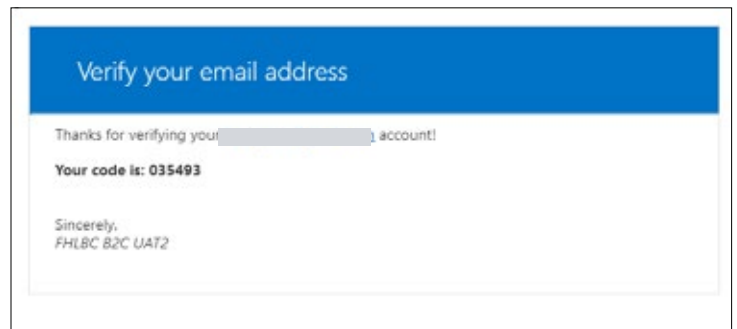 Verify your email address
Thanks for verifying your account!
Your code is: 035493
Sincerely,
FHLBC B2C UAT2